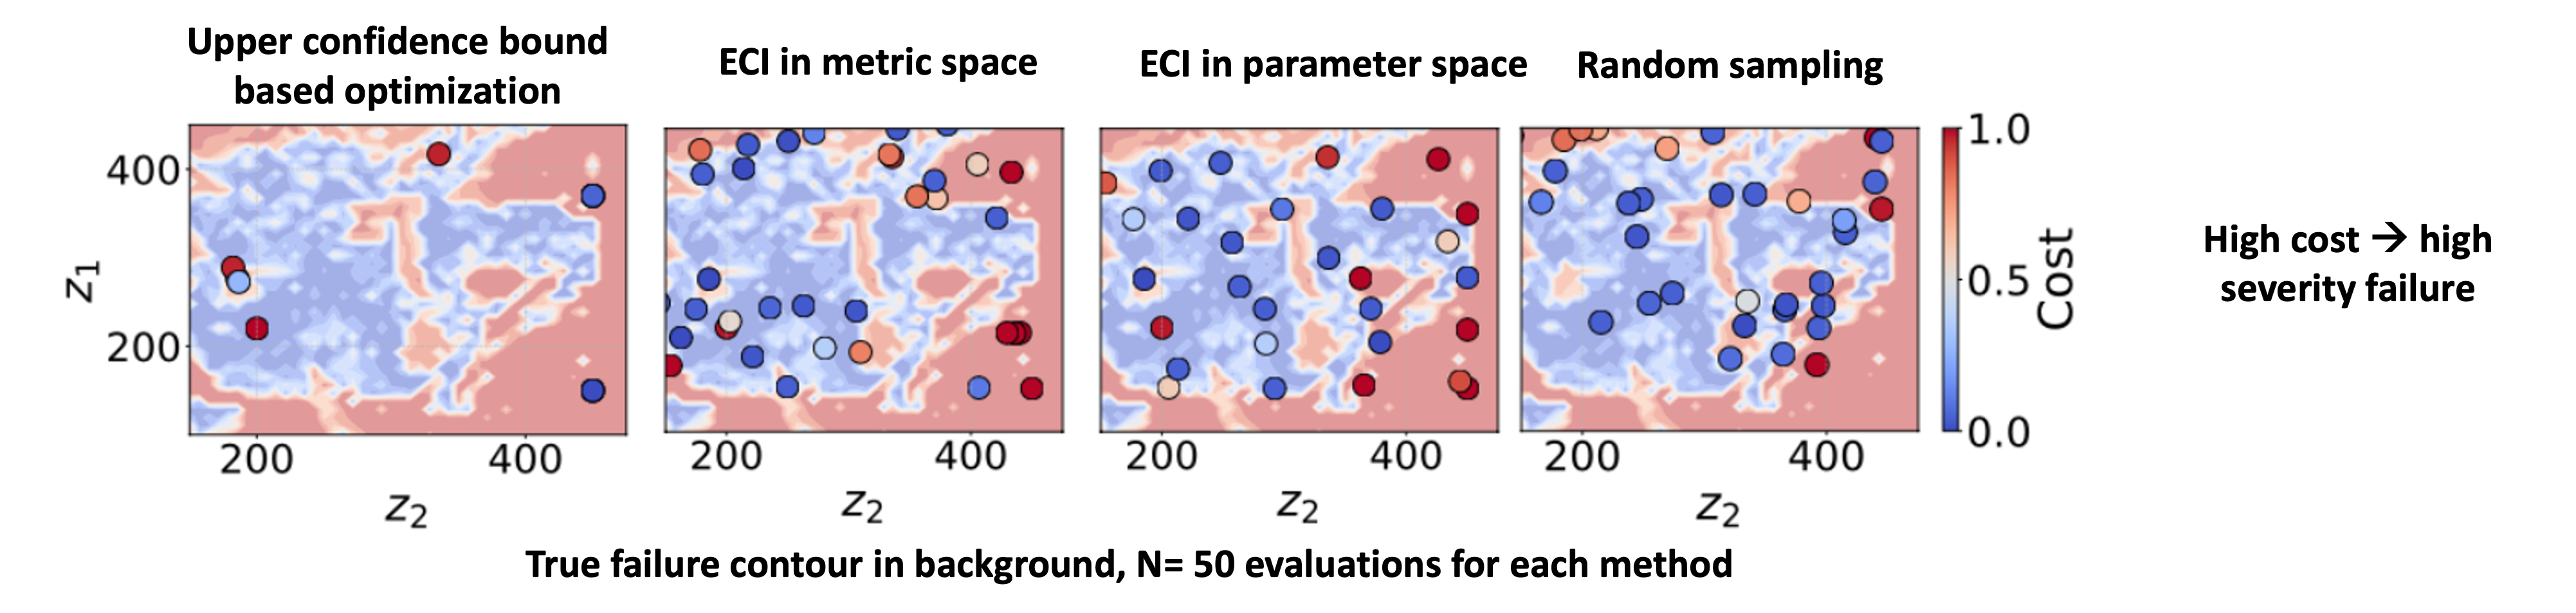 Upper confidence bound
based optimization
ECI in metric space
ECI in parameter space
Random sampling
z1
400
200
200
400
z2
200
400
z2
200
400
z2
200
400
z2
1.0
0.5
0.0
Cost
High cost → high
severity failure
True failure contour in background, N= 50 evaluations for each method